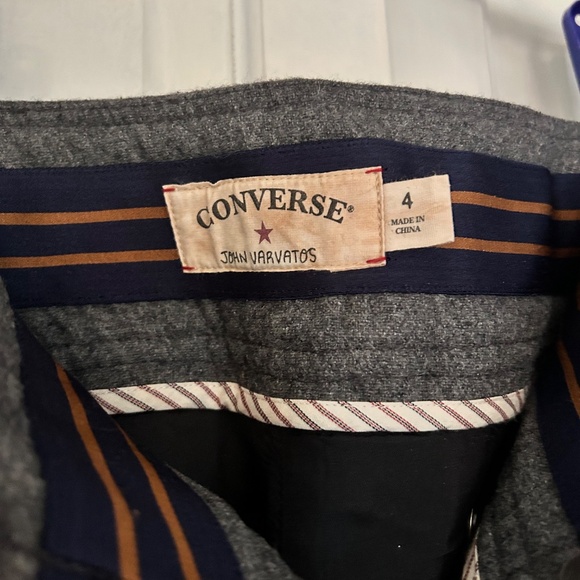 CONVERSE®
JOHN VARVATOS
4
MADE IN
CHINA